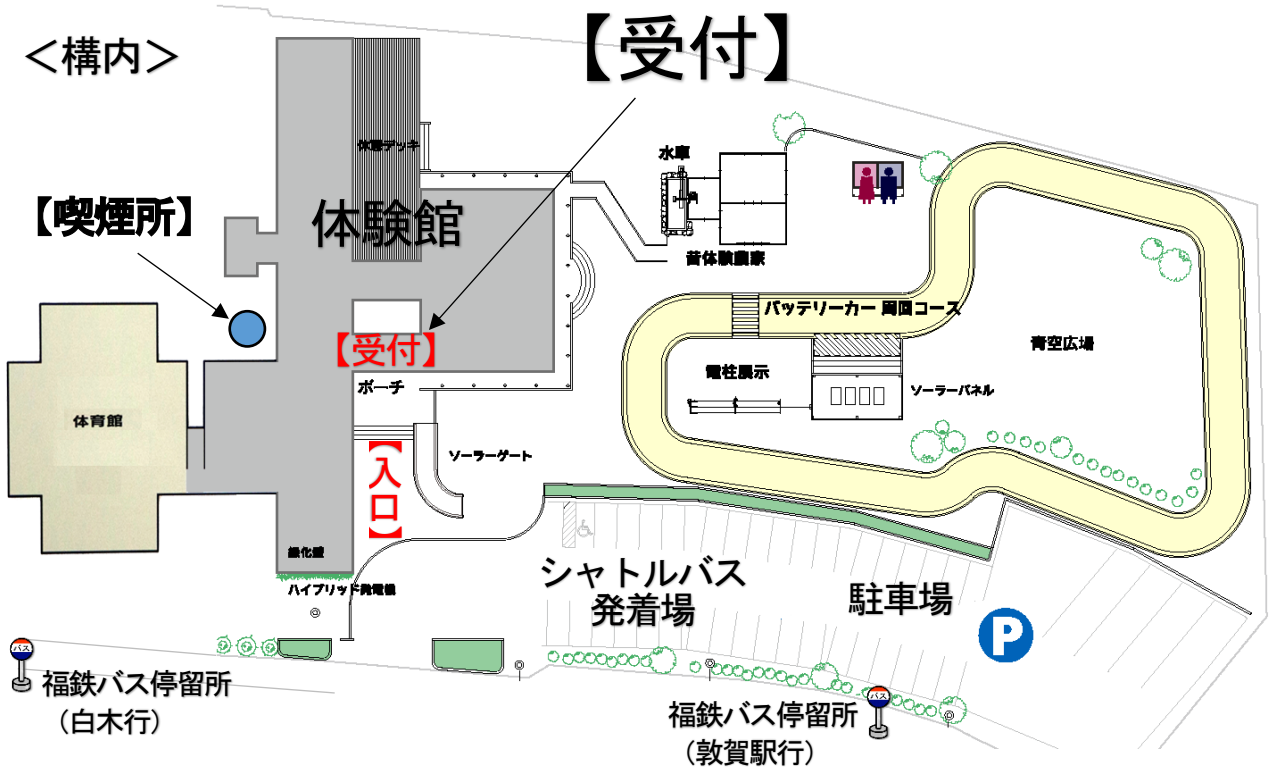 ＜構内＞
【受付】
休憩デッキ
水車
【喫煙所】
体験館
昔体験農家
バッテリーカー 周回コース
青空広場
【受付】
電柱展示
ソーラーパネル
ポーチ
体育館
ソーラーゲート
【入口】
緑化壁
ハイブリッド発電機
シャトルバス
発着場
駐車場
P
バス
福鉄バス停留所
（白木行）
バス
福鉄バス停留所
（敦賀駅行）